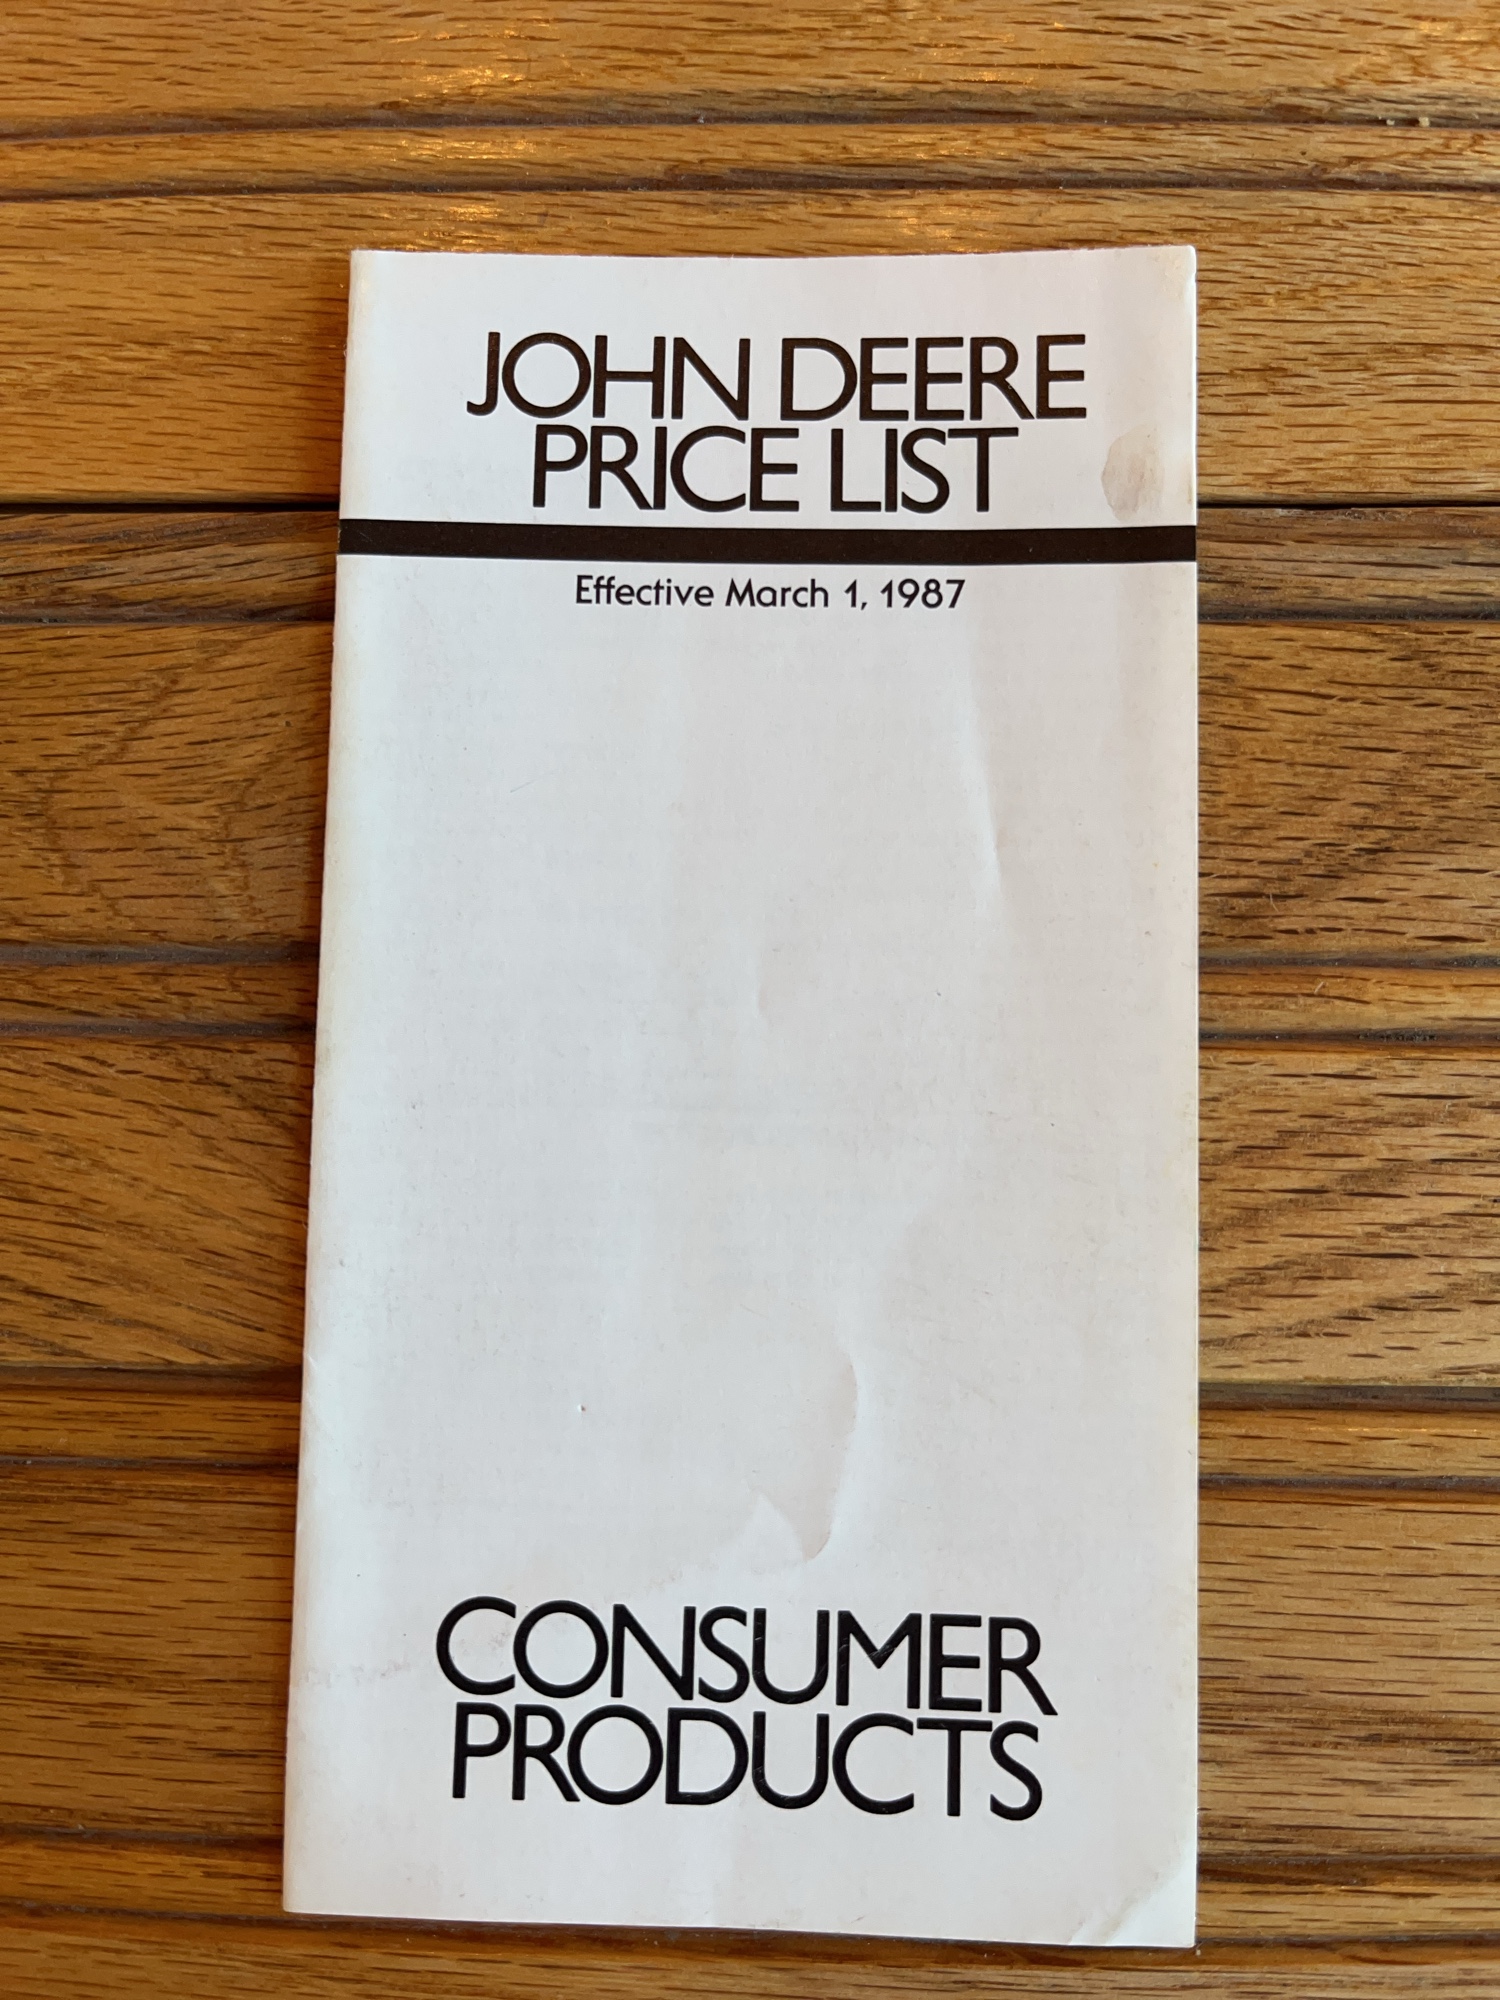 JOHN DEERE
PRICE LIST
Effective March 1, 1987
CONSUMER
PRODUCTS